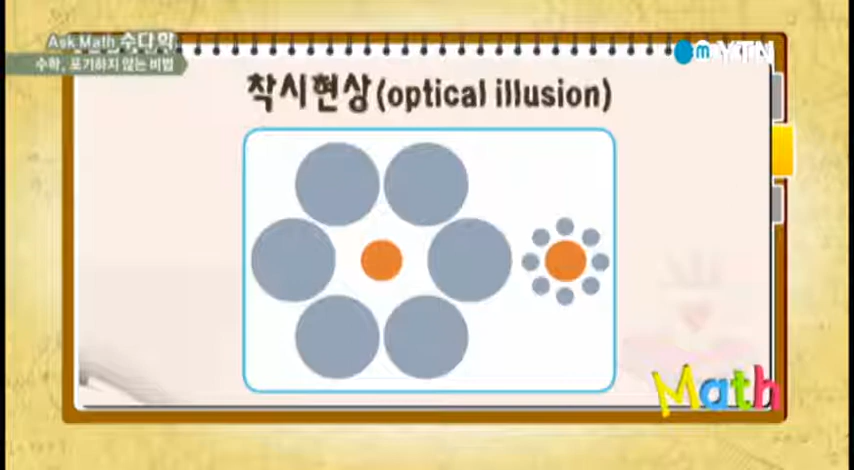 Ask Math 수다학
수학, 포기하지 않는 비법
YTN
착시현상(optical illusion)
Math